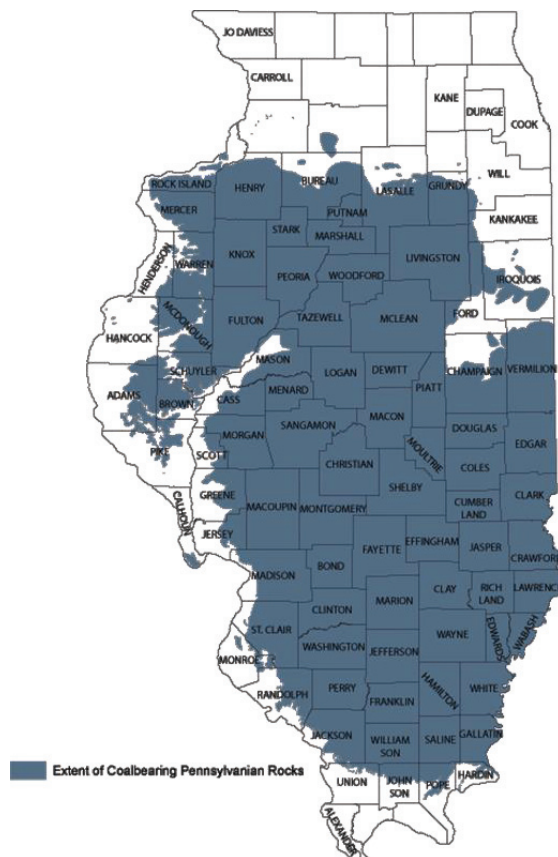 JO DAVIESS
CARROLL
KANE
DUPAGE
COOK
ROCK ISLAND
HENRY
BUREAU
LASALLE
GRUNDY
WILL
MERCER
PUTNAM
KANKAKEE
STARK
MARSHALL
HENDERSON
WARREN
KNOX
PEORIA
WOODFORD
LIVINGSTON
IROQUOIS
HANCOCK
MCDONOUGH
FULTON
TAZEWELL
MCLEAN
FORD
MASON
SCHUYLER
ADAMS
BROWN
CASS
MENARD
LOGAN
DEWITT
PIATT
CHAMPAIGN
VERMILION
MACON
PIKE
MORGAN
SANGAMON
DOUGLAS
EDGAR
SCOTT
CHRISTIAN
MOULTRIE
COLES
CALHOUN
GREENE
MACOUPIN
MONTGOMERY
SHELBY
CUMBER
LAND
CLARK
JERSEY
FAYETTE
EFFINGHAM
JASPER
CRAWFORD
MADISON
BOND
CLAY
RICH
LAND
LAWRENCE
CLINTON
MARION
ST. CLAIR
WAYNE
EDWARDS
WABASH
MONROE
WASHINGTON
JEFFERSON
RANDOLPH
PERRY
FRANKLIN
HAMILTON
WHITE
JACKSON
WILLIAM
SON
SALINE
GALLATIN
Extent of Coalbearing Pennsylvanian Rocks
UNION
JOHN
SON
POPE
HARDIN
ALEXANDER